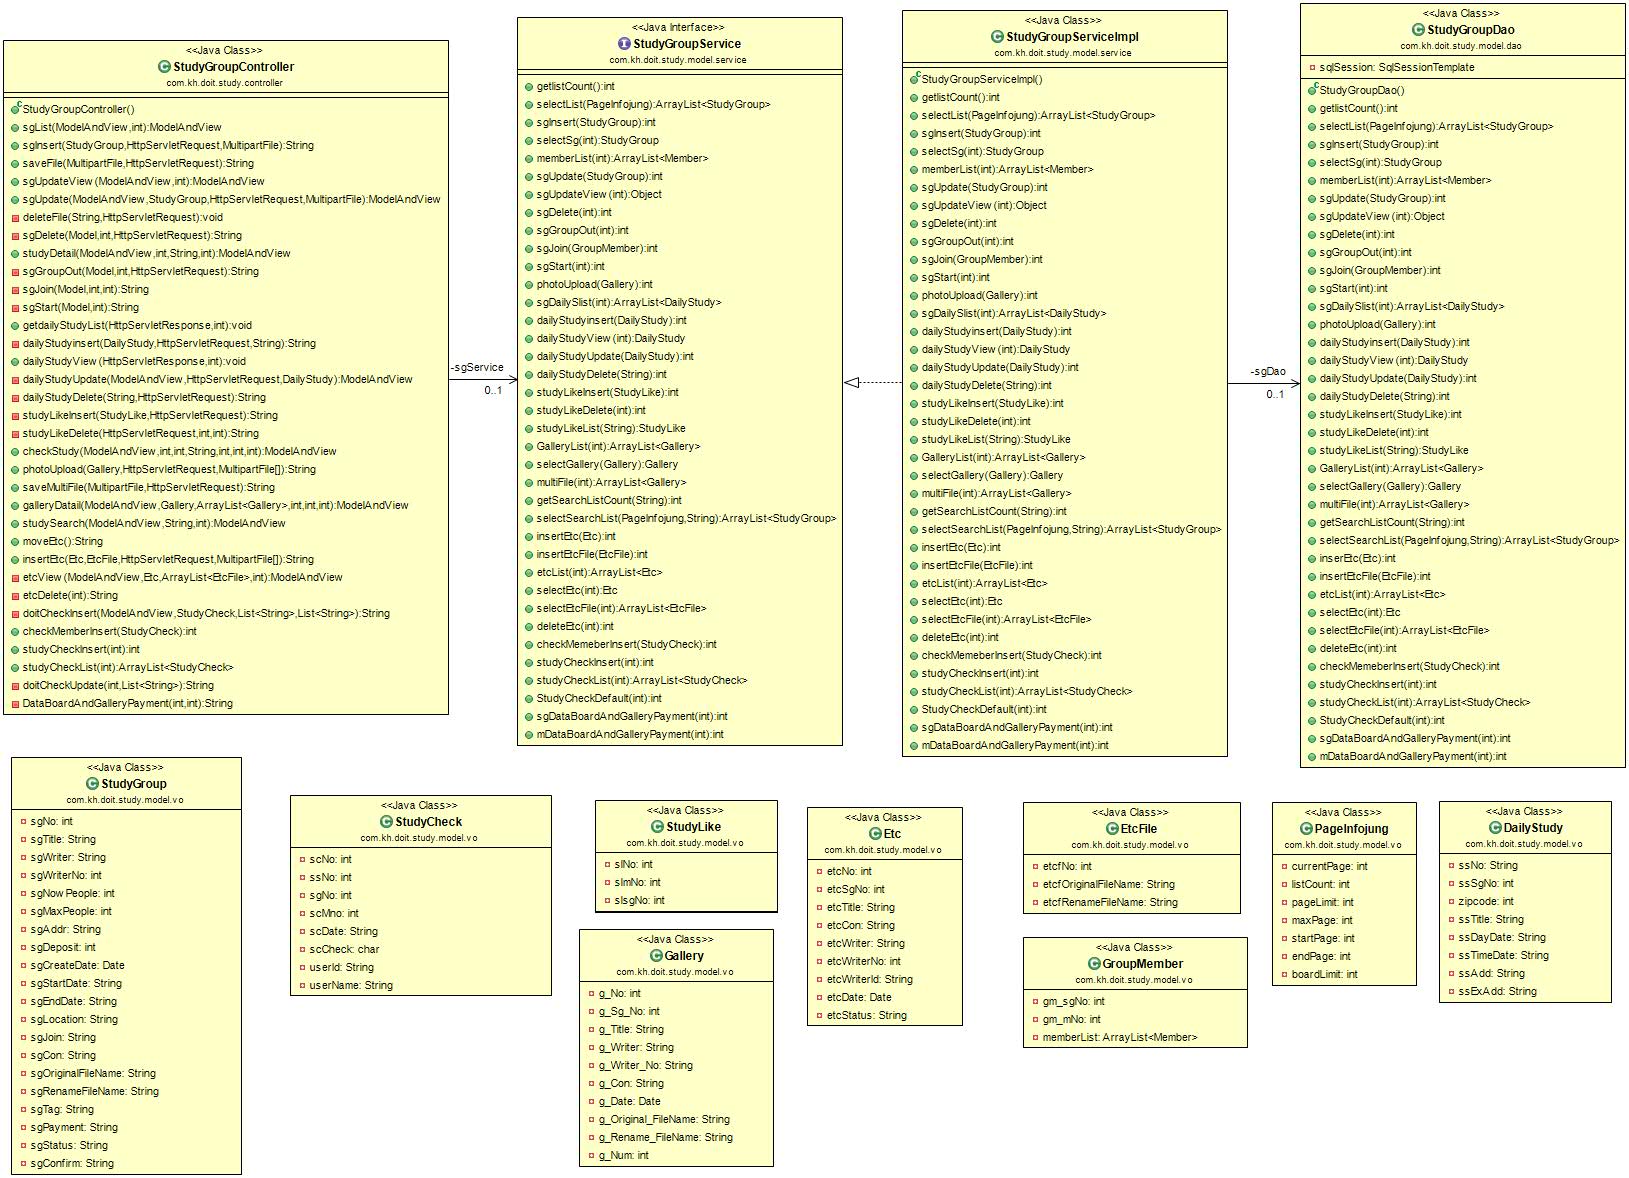 <<Java Class>>
StudyGroupController
com.kh.doit.study.controller
StudyGroupController()
sgList(ModelAndView,int):ModelAndView
sgInsert(StudyGroup,HttpServletRequest,MultipartFile):String
saveFile(MultipartFile,HttpServletRequest):String
sgUpdateView(ModelAndView,int):ModelAndView
sgUpdate(ModelAndView,StudyGroup,HttpServletRequest,MultipartFile):ModelAndView
deleteFile(String,HttpServletRequest):void
sgDelete(Model,int,HttpServletRequest):String
studyDetail(ModelAndView,int,String,int):ModelAndView
sgGroupOut(Model,int,HttpServletRequest):String
sgJoin(Model,int,int):String
sgStart(Model,int):String
getdailyStudyList(HttpServletResponse,int):void
dailyStudyinsert(DailyStudy,HttpServletRequest,String):String
dailyStudyView(HttpServletResponse,int):void
dailyStudyUpdate(ModelAndView,HttpServletRequest,DailyStudy):ModelAndView
dailyStudyDelete(String,HttpServletRequest):String
studyLikeInsert(StudyLike,HttpServletRequest):String
studyLikeDelete(HttpServletRequest,int,int):String
checkStudy(ModelAndView,int,int,String,int,int,int):ModelAndView
photoUpload(Gallery,HttpServletRequest,MultipartFile[]):String
saveMultiFile(MultipartFile,HttpServletRequest):String
galleryDatail(ModelAndView,Gallery,ArrayList<Gallery>,int,int,int):ModelAndView
studySearch(ModelAndView,String,int):ModelAndView
moveEtc():String
insertEtc(Etc,EtcFile,HttpServletRequest,MultipartFile[]):String
etcView(ModelAndView,Etc,ArrayList<EtcFile>,int):ModelAndView
etcDelete(int):String
doitCheckInsert(ModelAndView,StudyCheck,List<String>,List<String>):String
checkMemberInsert(StudyCheck):int
studyCheckInsert(int):int
studyCheckList(int):ArrayList<StudyCheck>
doitCheckUpdate(int,List<String>):String
DataBoardAndGalleryPayment(int,int):String
-sgService
0..1
<<Java Interface>>
StudyGroupService
com.kh.doit.study.model.service
getlistCount():int
selectList(PageInfojung):ArrayList<StudyGroup>
sgInsert(StudyGroup):int
selectSg(int):StudyGroup
memberList(int):ArrayList<Member>
sgUpdate(StudyGroup):int
sgUpdateView(int):Object
sgDelete(int):int
sgGroupOut(int):int
sgJoin(GroupMember):int
sgStart(int):int
photoUpload(Gallery):int
sgDailySlist(int):ArrayList<DailyStudy>
dailyStudyinsert(DailyStudy):int
dailyStudyView(int):DailyStudy
dailyStudyUpdate(DailyStudy):int
dailyStudyDelete(String):int
studyLikeInsert(StudyLike):int
studyLikeDelete(int):int
studyLikeList(String):StudyLike
GalleryList(int):ArrayList<Gallery>
selectGallery(Gallery):Gallery
multiFile(int):ArrayList<Gallery>
getSearchListCount(String):int
selectSearchList(PageInfojung,String):ArrayList<StudyGroup>
insertEtc(Etc):int
insertEtcFile(EtcFile):int
etcList(int):ArrayList<Etc>
selectEtc(int):Etc
selectEtcFile(int):ArrayList<EtcFile>
deleteEtc(int):int
checkMemeberInsert(StudyCheck):int
studyCheckInsert(int):int
studyCheckList(int):ArrayList<StudyCheck>
StudyCheckDefault(int):int
sgDataBoardAndGalleryPayment(int):int
mDataBoardAndGalleryPayment(int):int
<<Java Class>>
StudyGroupServiceImpl
com.kh.doit.study.model.service
StudyGroupServiceImpl()
getlistCount():int
selectList(PageInfojung):ArrayList<StudyGroup>
sgInsert(StudyGroup):int
selectSg(int):StudyGroup
memberList(int):ArrayList<Member>
sgUpdate(StudyGroup):int
sgUpdateView(int):Object
sgDelete(int):int
sgGroupOut(int):int
sgJoin(GroupMember):int
sgStart(int):int
photoUpload(Gallery):int
sgDailySlist(int):ArrayList<DailyStudy>
dailyStudyinsert(DailyStudy):int
dailyStudyView(int):DailyStudy
dailyStudyUpdate(DailyStudy):int
dailyStudyDelete(String):int
studyLikeInsert(StudyLike):int
studyLikeDelete(int):int
studyLikeList(String):StudyLike
GalleryList(int):ArrayList<Gallery>
selectGallery(Gallery):Gallery
multiFile(int):ArrayList<Gallery>
getSearchListCount(String):int
selectSearchList(PageInfojung,String):ArrayList<StudyGroup>
insertEtc(Etc):int
insertEtcFile(EtcFile):int
etcList(int):ArrayList<Etc>
selectEtc(int):Etc
selectEtcFile(int):ArrayList<EtcFile>
deleteEtc(int):int
checkMemeberInsert(StudyCheck):int
studyCheckInsert(int):int
studyCheckList(int):ArrayList<StudyCheck>
StudyCheckDefault(int):int
sgDataBoardAndGalleryPayment(int):int
mDataBoardAndGalleryPayment(int):int
-sgDao
0..1
<<Java Class>>
StudyGroupDao
com.kh.doit.study.model.dao
sqlSession: SqlSessionTemplate
StudyGroupDao()
getlistCount():int
selectList(PageInfojung):ArrayList<StudyGroup>
sgInsert(StudyGroup):int
selectSg(int):StudyGroup
memberList(int):ArrayList<Member>
sgUpdate(StudyGroup):int
sgUpdateView(int):Object
sgDelete(int):int
sgGroupOut(int):int
sgJoin(GroupMember):int
sgStart(int):int
sgDailySlist(int):ArrayList<DailyStudy>
photoUpload(Gallery):int
dailyStudyinsert(DailyStudy):int
dailyStudyView(int):DailyStudy
dailyStudyUpdate(DailyStudy):int
dailyStudyDelete(String):int
studyLikeInsert(StudyLike):int
studyLikeDelete(int):int
studyLikeList(String):StudyLike
GalleryList(int):ArrayList<Gallery>
selectGallery(Gallery):Gallery
multiFile(int):ArrayList<Gallery>
getSearchListCount(String):int
selectSearchList(PageInfojung,String):ArrayList<StudyGroup>
inserEtc(Etc):int
insertEtcFile(EtcFile):int
etcList(int):ArrayList<Etc>
selectEtc(int):Etc
selectEtcFile(int):ArrayList<EtcFile>
deleteEtc(int):int
checkMemeberInsert(StudyCheck):int
studyCheckInsert(int):int
studyCheckList(int):ArrayList<StudyCheck>
StudyCheckDefault(int):int
sgDataBoardAndGalleryPayment(int):int
mDataBoardAndGalleryPayment(int):int
<<Java Class>>
StudyGroup
com.kh.doit.study.model.vo
sgNo: int
sgTitle: String
sgWriter: String
sgWriterNo: int
sgNowPeople: int
sgMaxPeople: int
sgAddr: String
sgDeposit: int
sgCreateDate: Date
sgStartDate: String
sgEndDate: String
sgLocation: String
sgJoin: String
sgCon: String
sgOriginalFileName: String
sgRenameFileName: String
sgTag: String
sgPayment: String
sgStatus: String
sgConfirm: String
<<Java Class>>
StudyCheck
com.kh.doit.study.model.vo
scNo: int
ssNo: int
sgNo: int
scMno: int
scDate: String
scCheck: char
userId: String
userName: String
<<Java Class>>
StudyLike
com.kh.doit.study.model.vo
slNo: int
slmNo: int
slsgNo: int
<<Java Class>>
Gallery
com.kh.doit.study.model.vo
g_No: int
g_Sg_No: int
g_Title: String
g_Writer: String
g_Writer_No: String
g_Con: String
g_Date: Date
g_Original_FileName: String
g_Rename_FileName: String
g_Num: int
<<Java Class>>
Etc
com.kh.doit.study.model.vo
etcNo: int
etcSgNo: int
etcTitle: String
etcCon: String
etcWriter: String
etcWriterNo: int
etcWriterId: String
etcDate: Date
etcStatus: String
<<Java Class>>
EtcFile
com.kh.doit.study.model.vo
etcfNo: int
etcfOriginalFileName: String
etcfRenameFileName: String
<<Java Class>>
GroupMember
com.kh.doit.study.model.vo
gm_sgNo: int
gm_mNo: int
memberList: ArrayList<Member>
<<Java Class>>
PageInfojung
com.kh.doit.study.model.vo
currentPage: int
listCount: int
pageLimit: int
maxPage: int
startPage: int
endPage: int
boardLimit: int
<<Java Class>>
DailyStudy
com.kh.doit.study.model.vo
ssNo: String
ssSgNo: int
zipcode: int
ssTitle: String
ssDayDate: String
ssTimeDate: String
ssAdd: String
ssExAdd: String